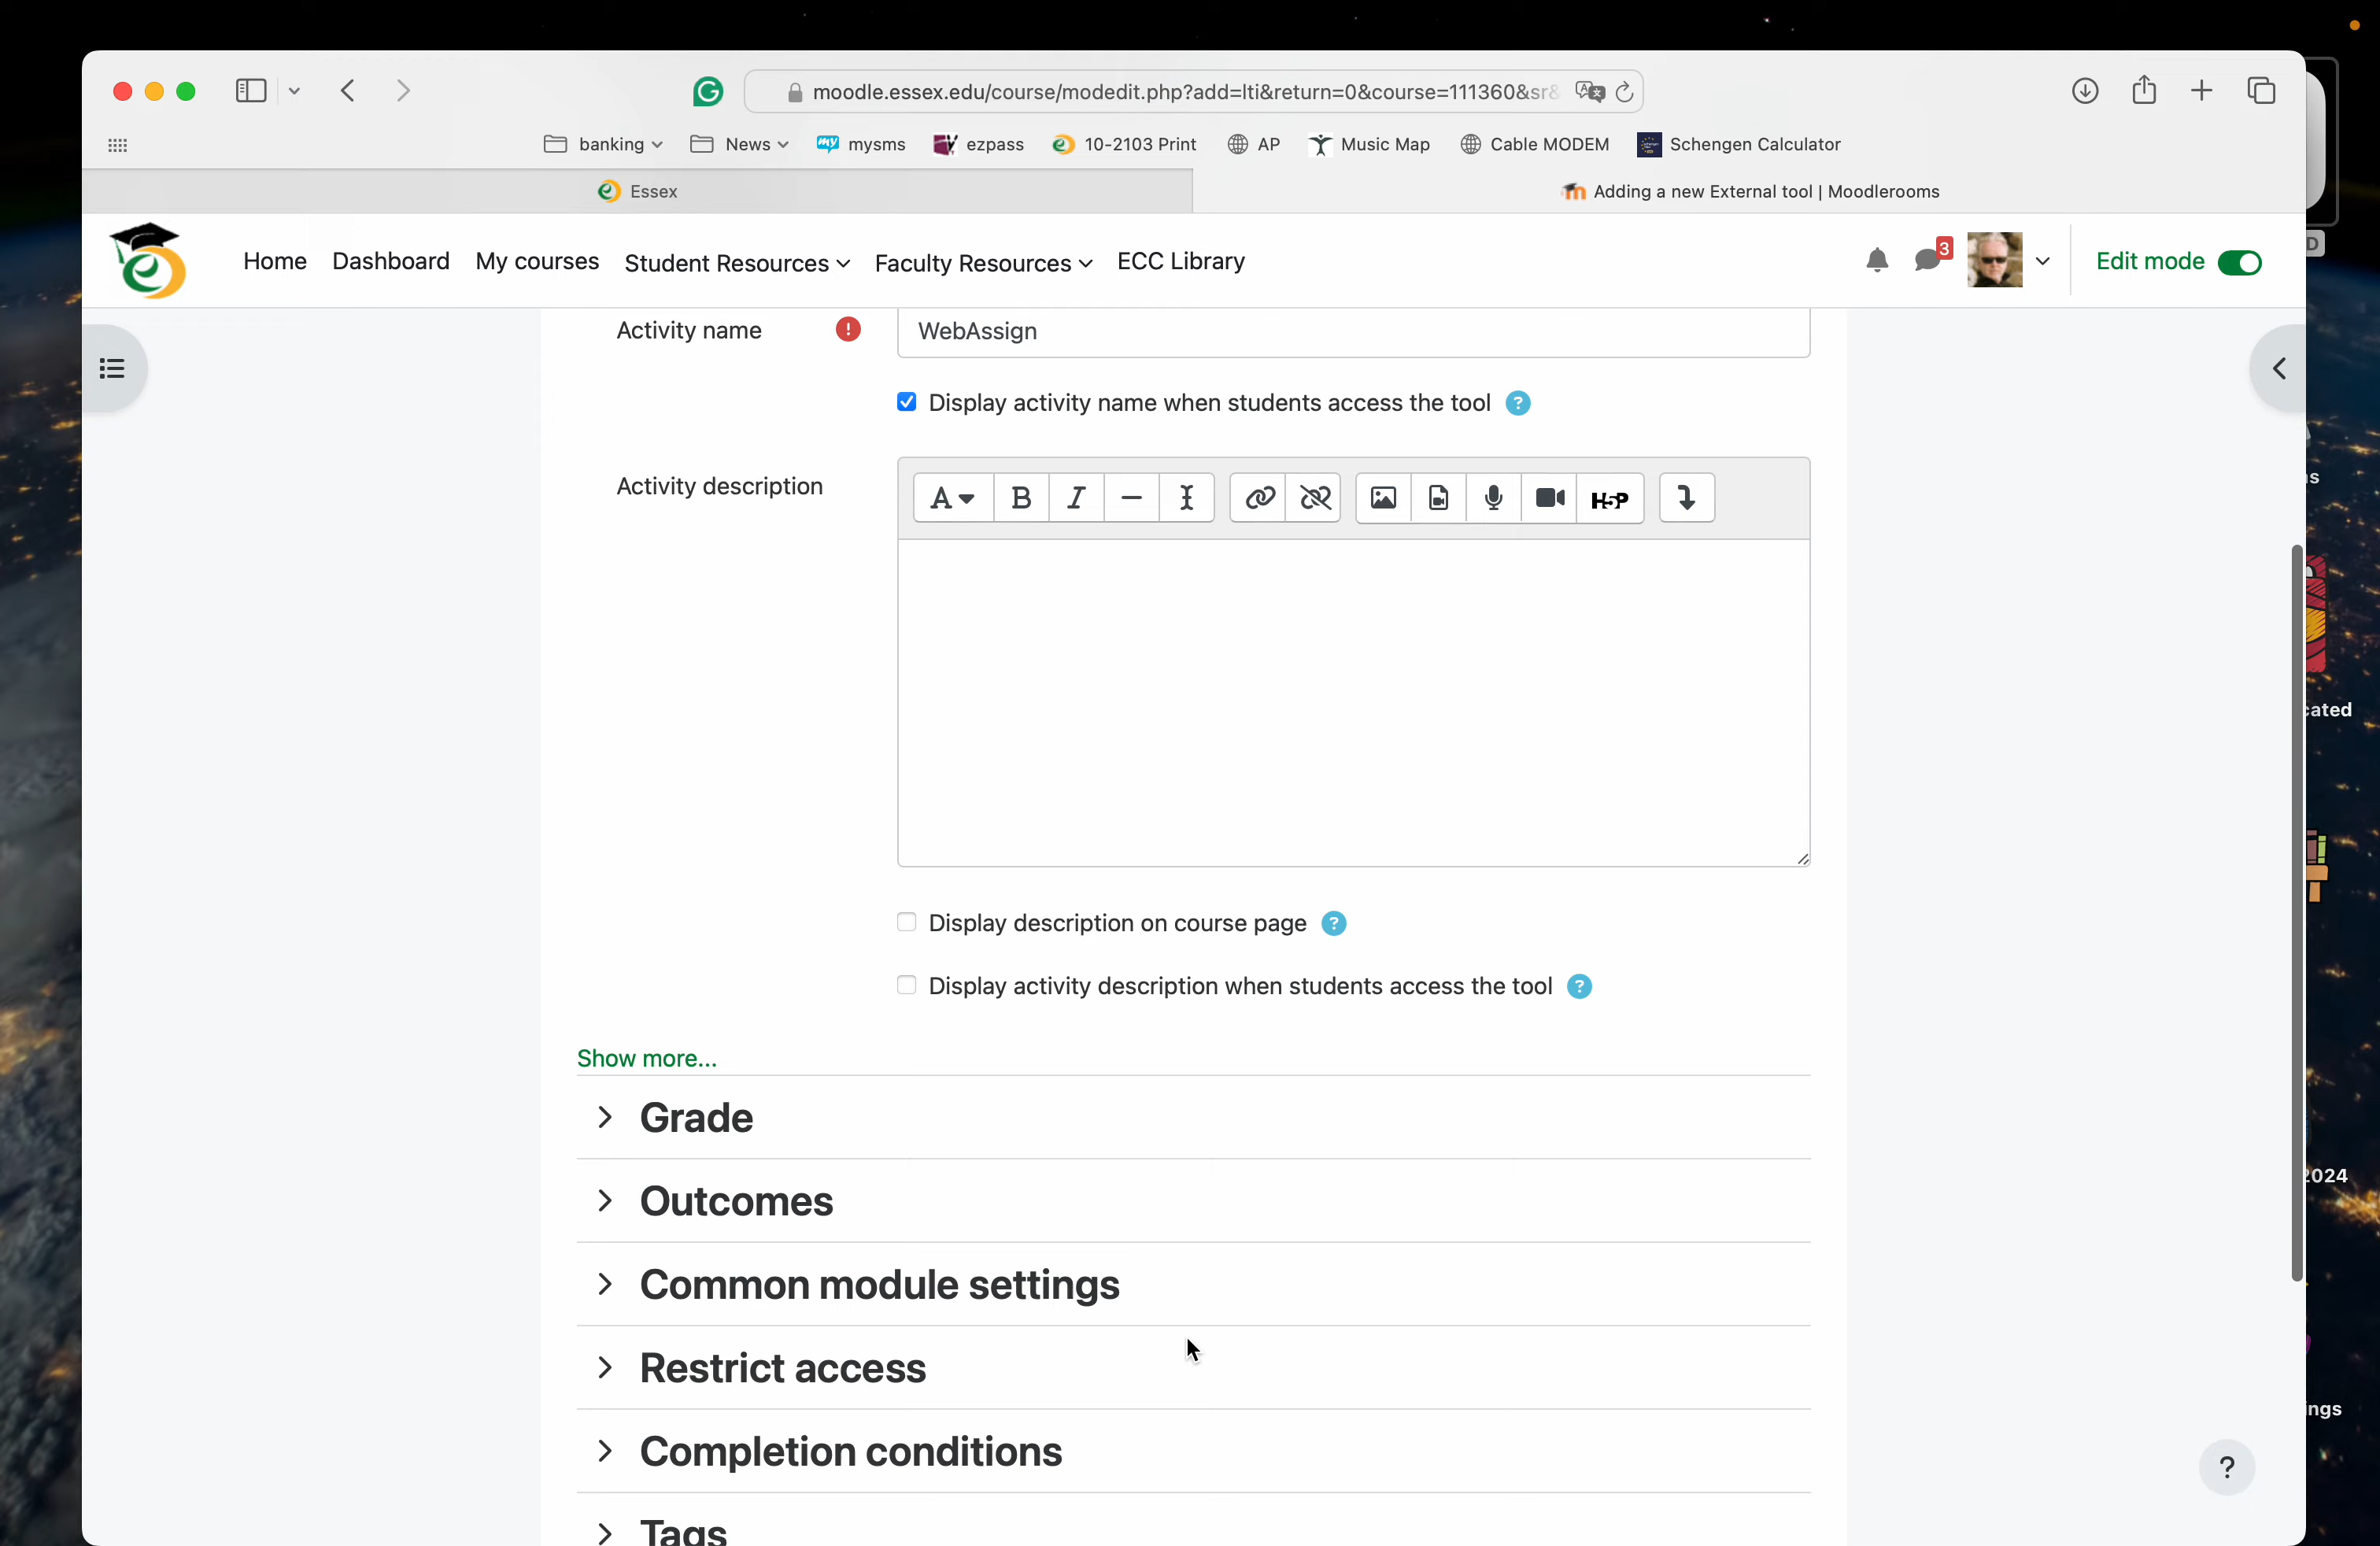 moodle.essex.edu/course/modedit.php?add=lti&return=0&course=111360&sr&
banking
News
mysms
ezpass
10-2103 Print
AP
Music Map
Cable MODEM
Schengen Calculator
Essex
Adding a new External tool | Moodlerooms
D
Home
Dashboard
My courses
Student Resources
Faculty Resources
ECC Library
3
Edit mode
Activity name
WebAssign
Display activity name when students access the tool
Activity description
A
B
I
H5P
Display description on course page
Display activity description when students access the tool
Show more...
Grade
Outcomes
Common module settings
Restrict access
Completion conditions
Tags
cated
2024
ings
?